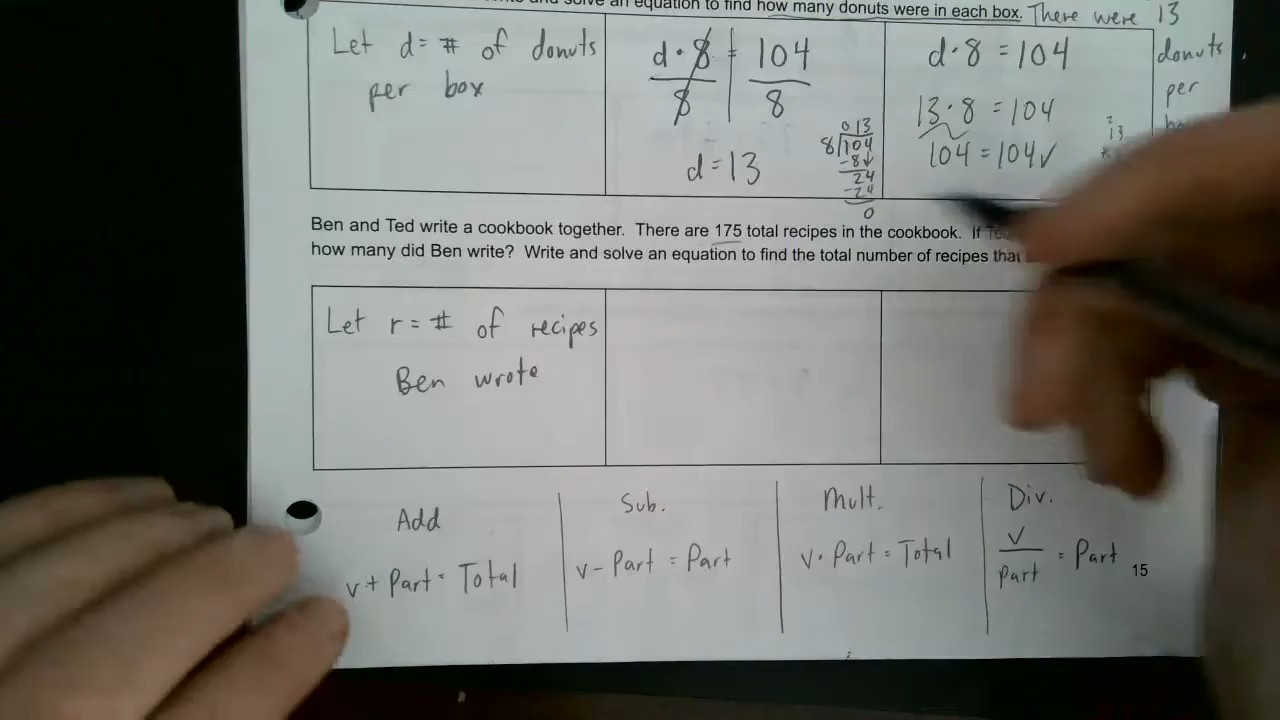 and solve an equation to find how many donuts were in each box. There were 13
donuts
per
Let d = # of donuts
per box
d · 8 = 104
8 8
d = 13
013
8 104
-8↓
24
-24
0
d · 8 = 104
13 · 8 = 104
104 = 104 ✓
2
13
Ben and Ted write a cookbook together. There are 175 total recipes in the cookbook. If
how many did Ben write? Write and solve an equation to find the total number of recipes that
Let r = # of recipes
Ben wrote
Add
v + Part = Total
Sub.
v - Part = Part
Mult.
v · Part = Total
Div.
v
Part = Part
15